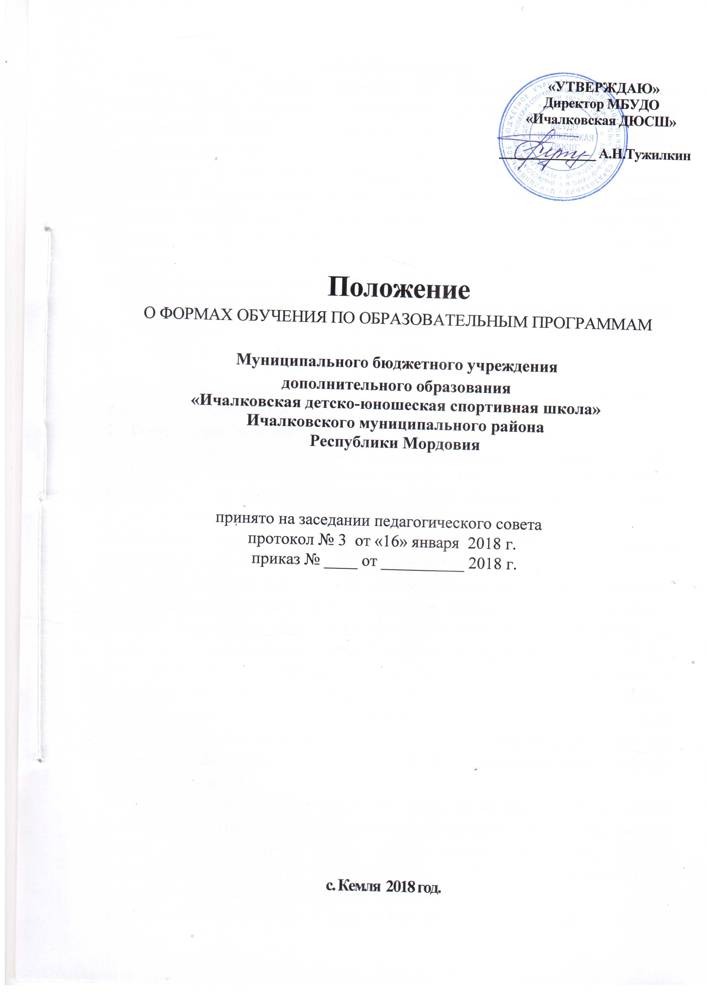 «УТВЕРЖДАЮ»
Директор МБУДО
«Ичалковская ДЮСШ»
МБУДО
"ИЧАЛКОВСКАЯ
ДЮСШ"
А.Н.Тужилкин
Положение
О ФОРМАХ ОБУЧЕНИЯ ПО ОБРАЗОВАТЕЛЬНЫМ ПРОГРАММАМ
Муниципального бюджетного учреждения
дополнительного образования
«Ичалковская детско-юношеская спортивная школа»
Ичалковского муниципального района
Республики Мордовия
принято на заседании педагогического совета
протокол № 3 от «16» января 2018 г.
приказ № ____ от __________ 2018 г.
с. Кемля 2018 год.